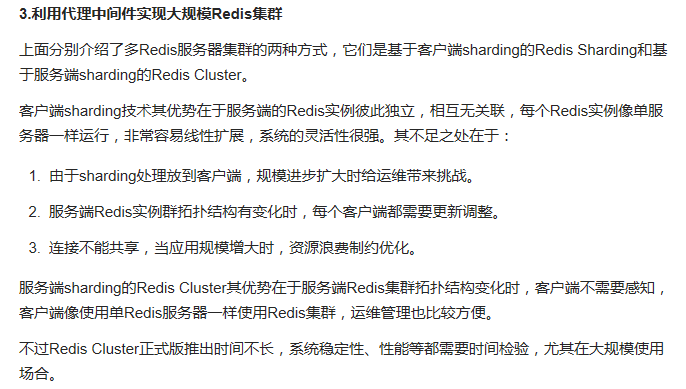 3.利用代理中间件实现大规模Redis集群
上面分别介绍了多Redis服务器集群的两种方式，它们是基于客户端sharding的Redis Sharding和基
于服务端sharding的Redis Cluster。
客户端sharding技术其优势在于服务端的Redis实例彼此独立，相互无关联，每个Redis实例像单服
务器一样运行，非常容易线性扩展，系统的灵活性很强。其不足之处在于：
1. 由于sharding处理放到客户端，规模进步扩大时给运维带来挑战。
2. 服务端Redis实例群拓扑结构有变化时，每个客户端都需要更新调整。
3. 连接不能共享，当应用规模增大时，资源浪费制约优化。
服务端sharding的Redis Cluster其优势在于服务端Redis集群拓扑结构变化时，客户端不需要感知，
客户端像使用单Redis服务器一样使用Redis集群，运维管理也比较方便。
不过Redis Cluster正式版推出时间不长，系统稳定性、性能等都需要时间检验，尤其在大规模使用
场合。